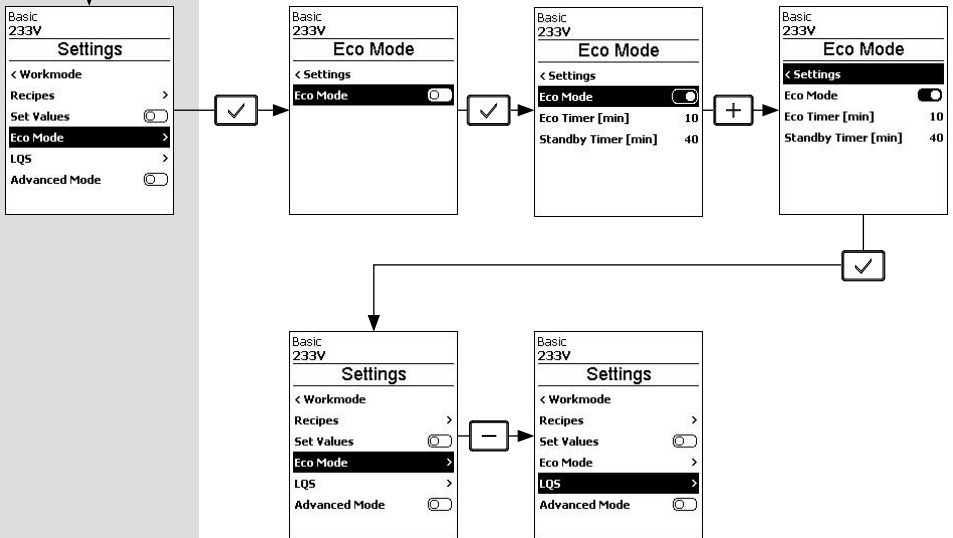 Basic
233V
Settings
< Workmode
Recipes >
Set Values
Eco Mode >
LQS >
Advanced Mode
Basic
233V
Eco Mode
< Settings
Eco Mode
Basic
233V
Eco Mode
< Settings
Eco Mode
Eco Timer [min] 10
Standby Timer [min] 40
+
Basic
233V
Eco Mode
< Settings
Eco Mode
Eco Timer [min] 10
Standby Timer [min] 40
Basic
233V
Settings
< Workmode
Recipes >
Set Values
Eco Mode >
LQS >
Advanced Mode
−
Basic
233V
Settings
< Workmode
Recipes >
Set Values
Eco Mode >
LQS >
Advanced Mode